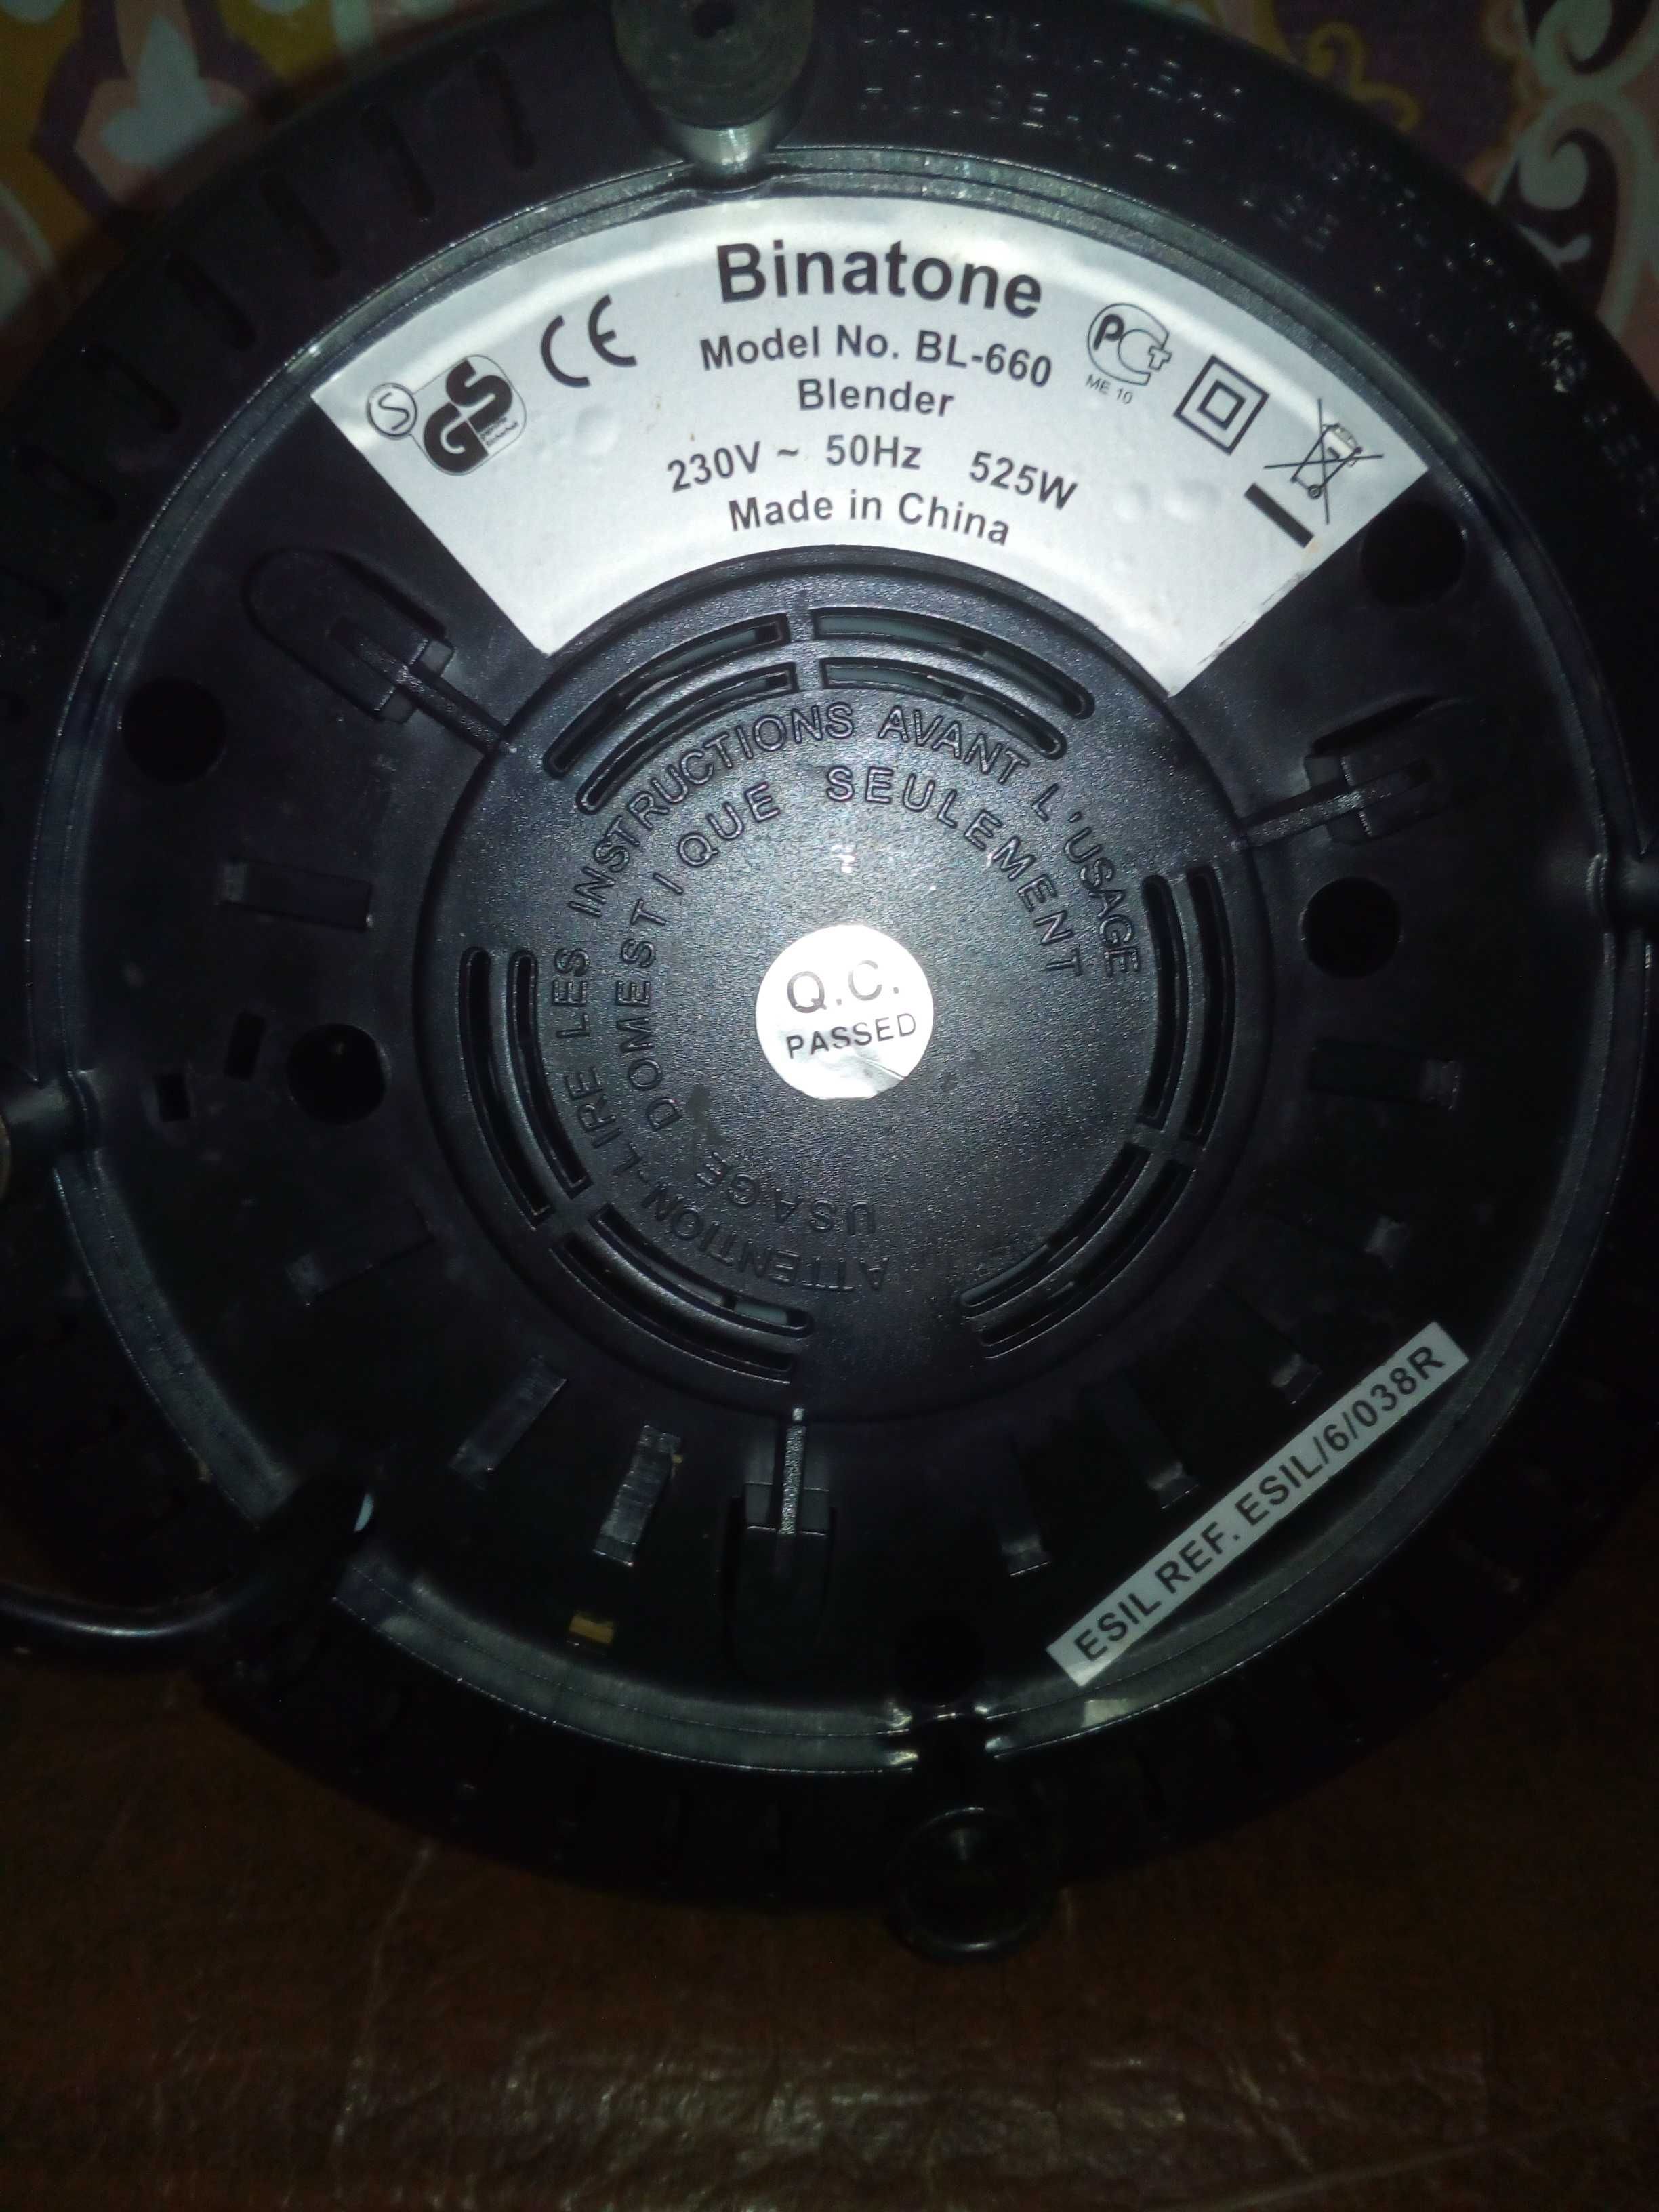 Binatone
Model No. BL-660
Blender
230V ~ 50Hz 525W
Made in China
S
GS
CE
PCT
ME 10
ATTENTION-LIRE LES INSTRUCTIONS AVANT L'USAGE
USAGE DOMESTIQUE SEULEMENT
Q.C.
PASSED
ESIL REF. ESIL/6/038R